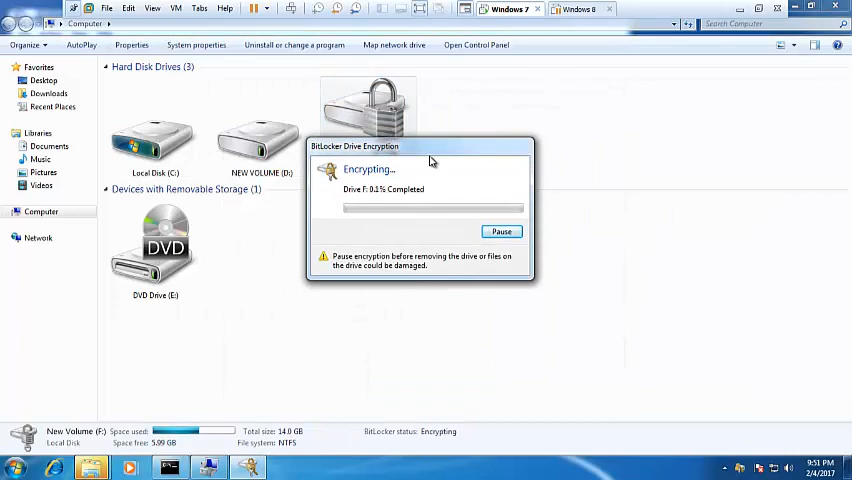 File Edit View VM Tabs Help
Windows 7
Windows 8
Computer
Search Computer
Organize
AutoPlay
Properties
System properties
Uninstall or change a program
Map network drive
Open Control Panel
Favorites
Desktop
Downloads
Recent Places
Libraries
Documents
Music
Pictures
Videos
Computer
Network
Hard Disk Drives (3)
Local Disk (C:)
NEW VOLUME (D:)
Devices with Removable Storage (1)
DVD
DVD Drive (E:)
BitLocker Drive Encryption
Encrypting...
Drive F: 0.1% Completed
Pause
Pause encryption before removing the drive or files on
the drive could be damaged.
New Volume (F:) Space used: Total size: 14.0 GB BitLocker status: Encrypting
Local Disk Space free: 5.99 GB File system: NTFS
9:51 PM
2/4/2017